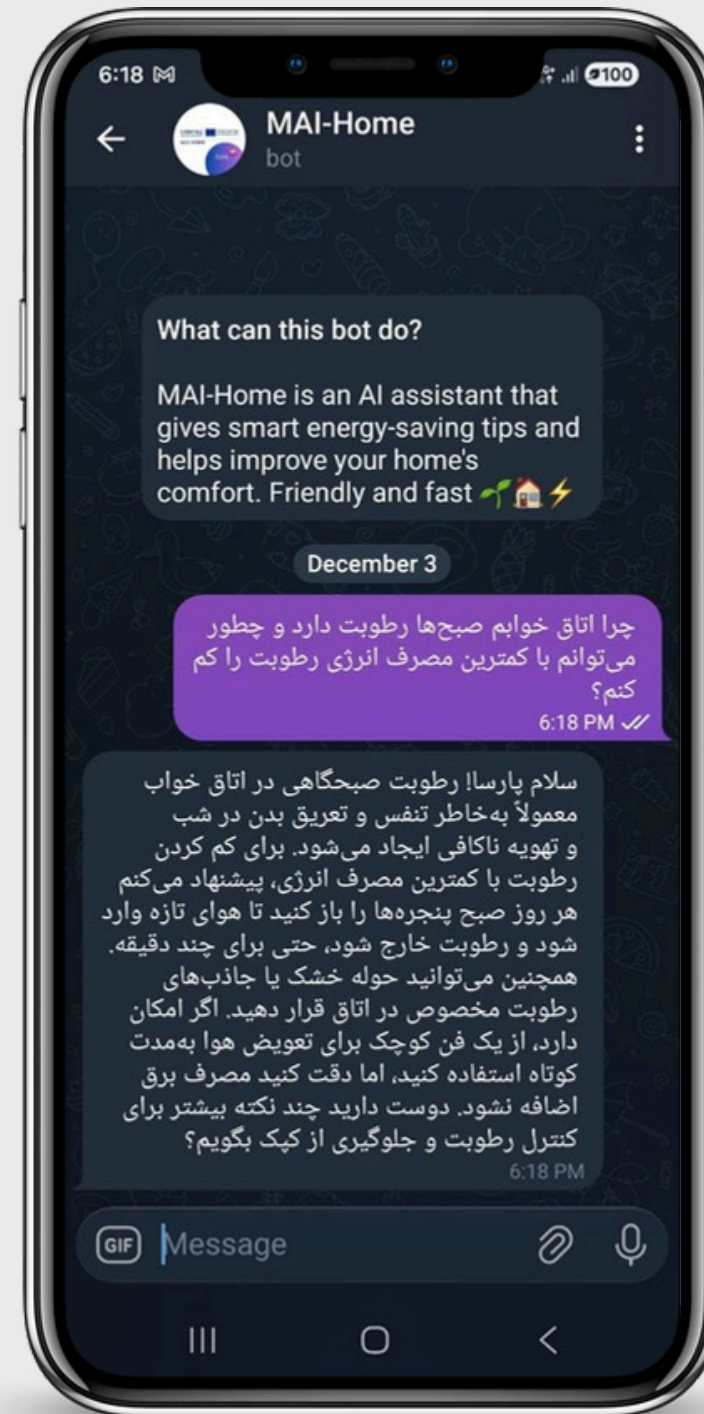 6:18
100
MAI-Home
bot
What can this bot do?
MAI-Home is an AI assistant that
gives smart energy-saving tips and
helps improve your home's
comfort. Friendly and fast 🌱🏠⚡
December 3
چرا اتاق خوابم صبح‌ها رطوبت دارد و چطور
می‌توانم با کمترین مصرف انرژی رطوبت را کم
کنم؟
6:18 PM
سلام پارسا! رطوبت صبحگاهی در اتاق خواب
معمولاً به‌خاطر تنفس و تعریق بدن در شب
و تهویه ناکافی ایجاد می‌شود. برای کم کردن
رطوبت با کمترین مصرف انرژی، پیشنهاد می‌کنم
هر روز صبح پنجره‌ها را باز کنید تا هوای تازه وارد
شود و رطوبت خارج شود، حتی برای چند دقیقه.
همچنین می‌توانید حوله خشک یا جاذب‌های
رطوبت مخصوص در اتاق قرار دهید. اگر امکان
دارد، از یک فن کوچک برای تعویض هوا به‌مدت
کوتاه استفاده کنید، اما دقت کنید مصرف برق
اضافه نشود. دوست دارید چند نکته بیشتر برای
کنترل رطوبت و جلوگیری از کپک بگویم؟
6:18 PM
GIF
Message